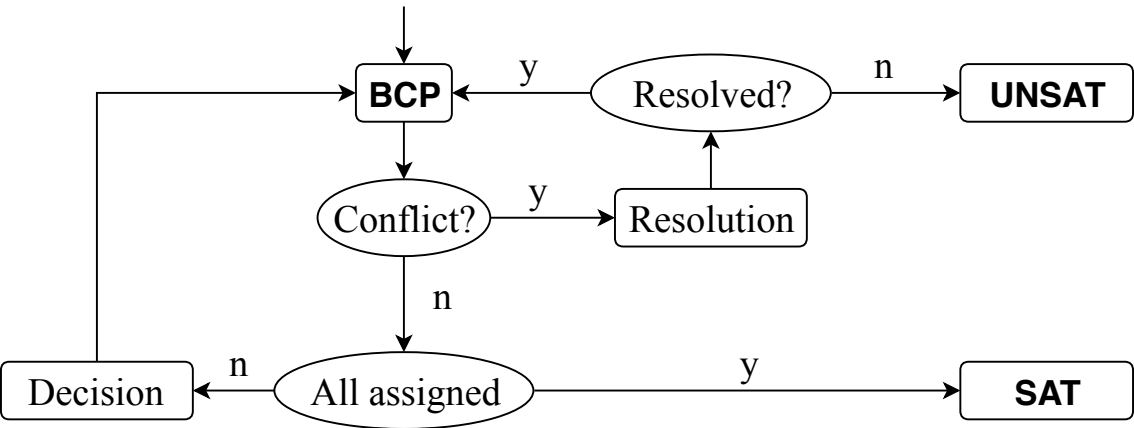 BCP
y
Resolved?
n
UNSAT
Conflict?
y
Resolution
n
Decision
n
All assigned
y
SAT